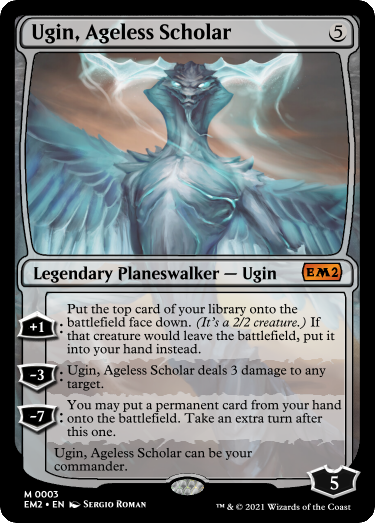 Ugin, Ageless Scholar 5
Legendary Planeswalker — Ugin EM2
+1: Put the top card of your library onto the
battlefield face down. (It's a 2/2 creature.) If
that creature would leave the battlefield, put it
into your hand instead.
-3: Ugin, Ageless Scholar deals 3 damage to any
target.
-7: You may put a permanent card from your hand
onto the battlefield. Take an extra turn after
this one.
Ugin, Ageless Scholar can be your
commander.
5
M 0003
EM2 • EN Sergio Roman
™ & © 2021 Wizards of the Coast